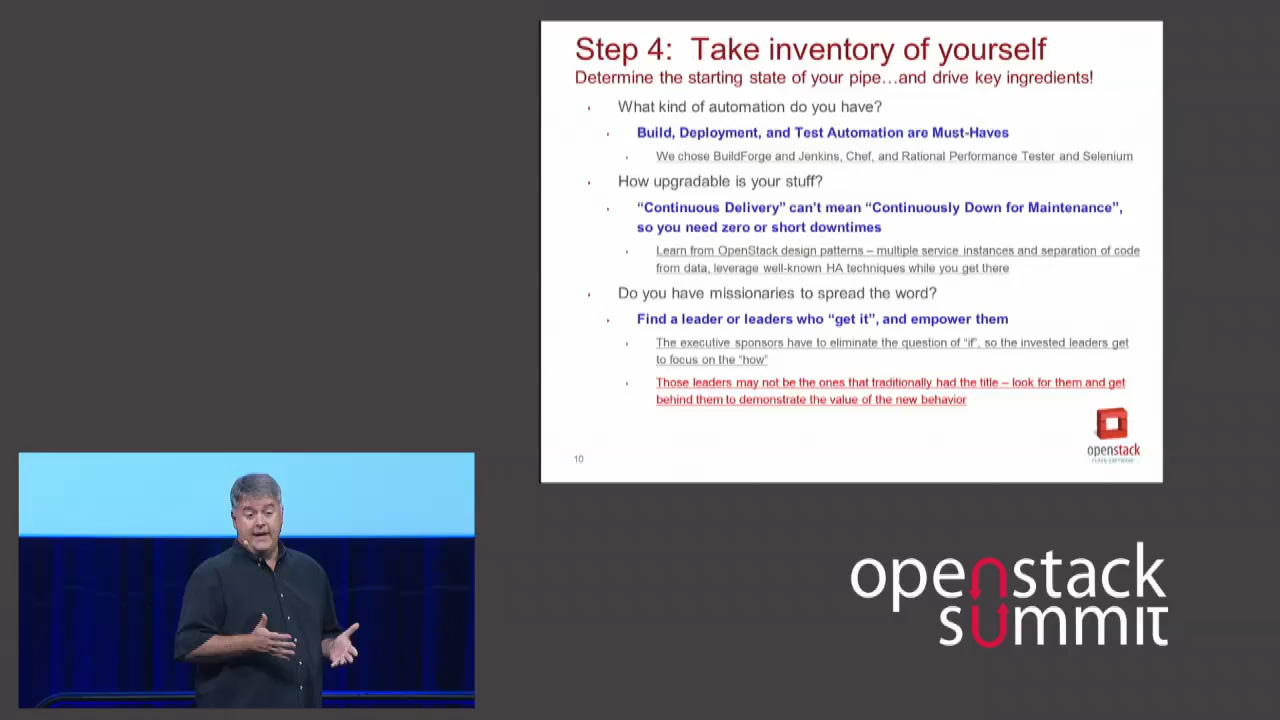 Step 4: Take inventory of yourself
Determine the starting state of your pipe…and drive key ingredients!
What kind of automation do you have?
Build, Deployment, and Test Automation are Must-Haves
We chose BuildForge and Jenkins, Chef, and Rational Performance Tester and Selenium
How upgradable is your stuff?
“Continuous Delivery” can’t mean “Continuously Down for Maintenance”,
so you need zero or short downtimes
Learn from OpenStack design patterns – multiple service instances and separation of code
from data, leverage well-known HA techniques while you get there
Do you have missionaries to spread the word?
Find a leader or leaders who “get it”, and empower them
The executive sponsors have to eliminate the question of “if”, so the invested leaders get
to focus on the “how”
Those leaders may not be the ones that traditionally had the title – look for them and get
behind them to demonstrate the value of the new behavior
10
openstack
CLOUD SOFTWARE
openstack
summit